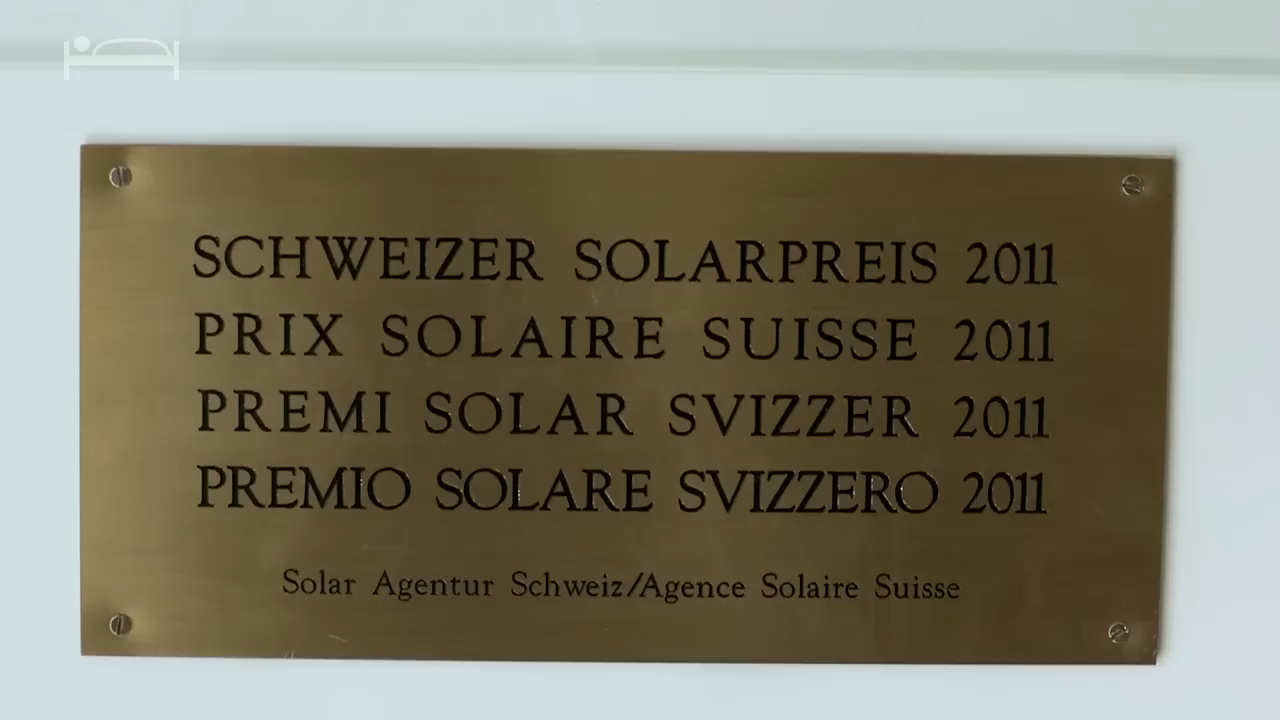 SCHWEIZER SOLARPREIS 2011
PRIX SOLAIRE SUISSE 2011
PREMI SOLAR SVIZZER 2011
PREMIO SOLARE SVIZZERO 2011
Solar Agentur Schweiz/Agence Solaire Suisse